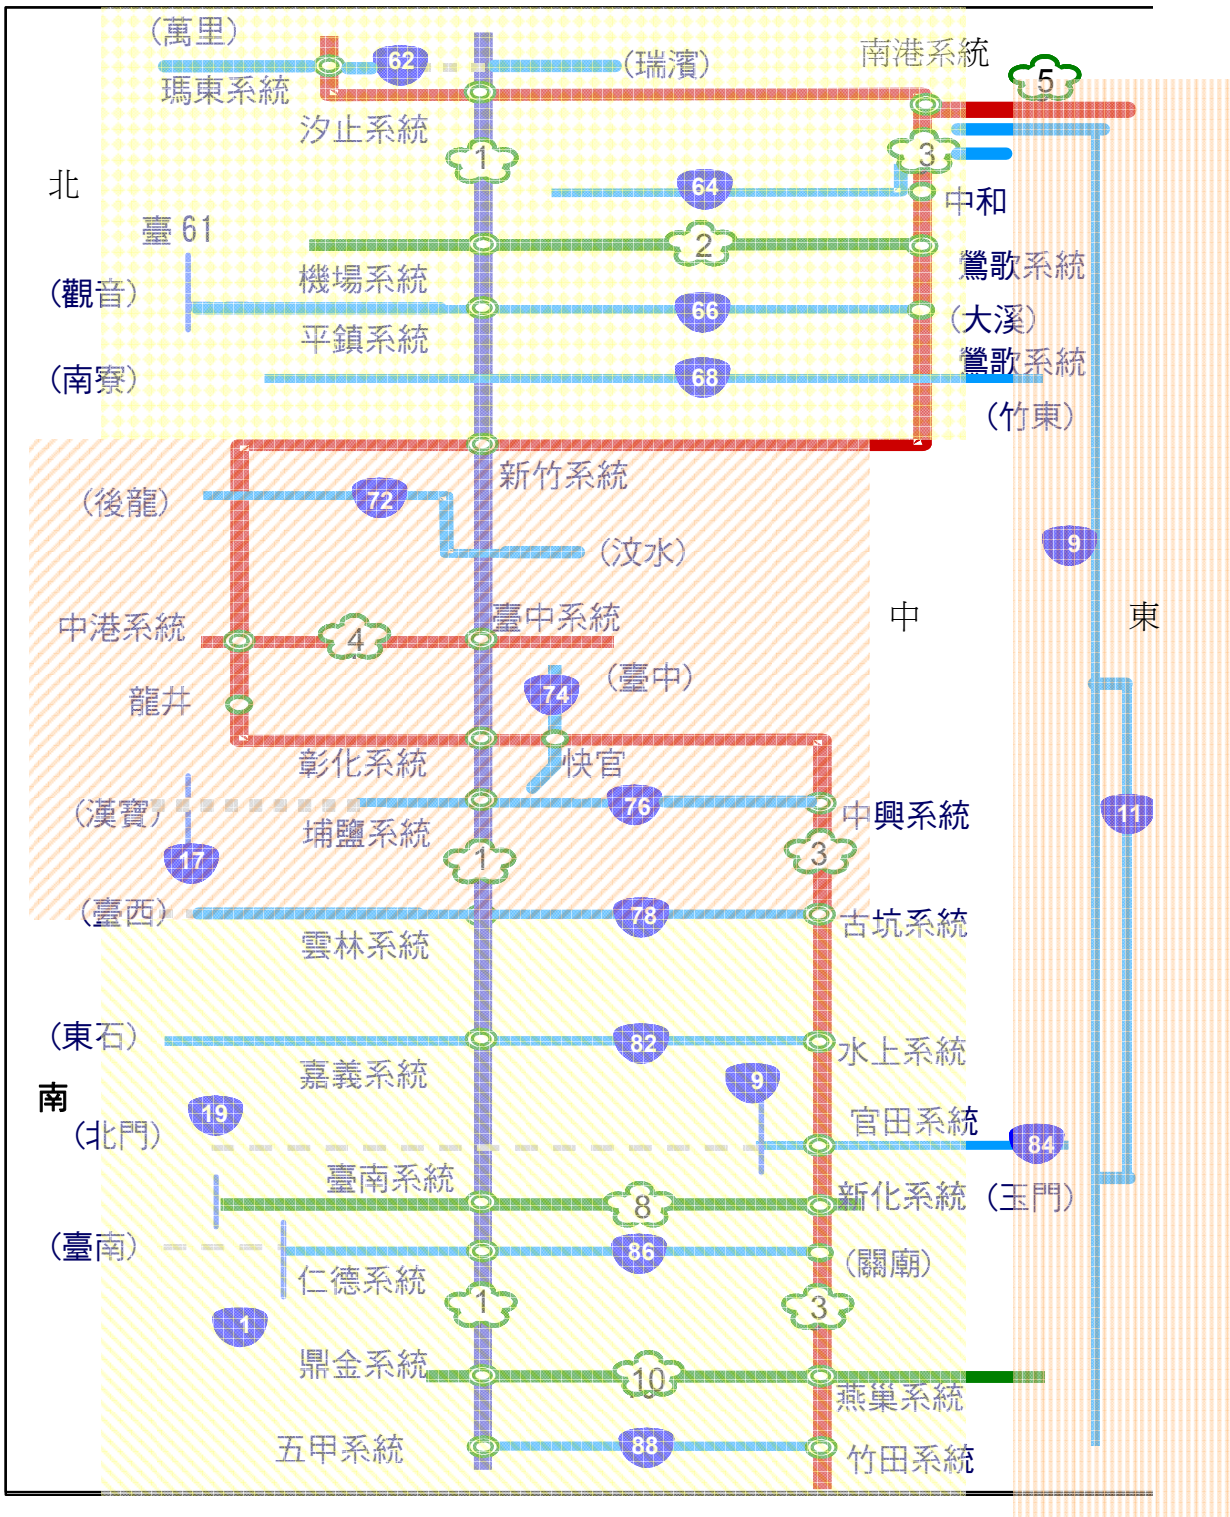 (萬里)
62
(瑞濱)
南港系統
5
瑪東系統
汐止系統
1
3
北
64
中和
臺 61
2
鶯歌系統
機場系統
(觀音)
66
(大溪)
平鎮系統
鶯歌系統
(南寮)
68
(竹東)
新竹系統
(後龍)
72
(汶水)
9
中港系統
4
臺中系統
中
東
龍井
74
(臺中)
彰化系統
快官
(漢寶)
76
中興系統
11
埔鹽系統
17
1
3
(臺西)
78
古坑系統
雲林系統
(東石)
82
水上系統
嘉義系統
9
南
19
官田系統
(北門)
84
臺南系統
8
新化系統
(玉門)
(臺南)
86
(關廟)
仁德系統
1
1
3
鼎金系統
10
燕巢系統
五甲系統
88
竹田系統